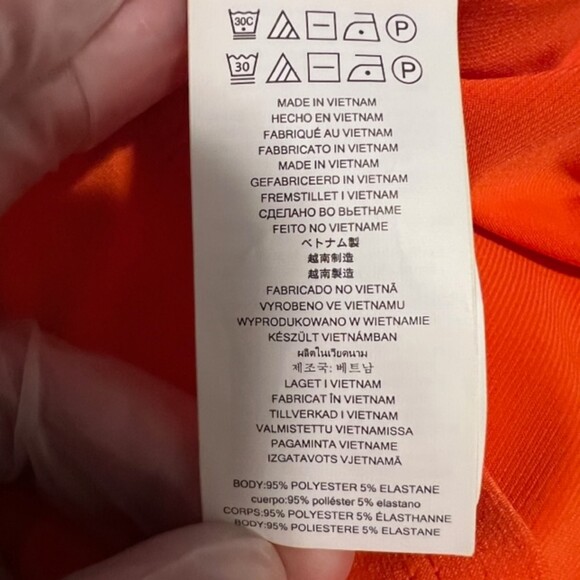 30C P
30 P
MADE IN VIETNAM
HECHO EN VIETNAM
FABRIQUÉ AU VIETNAM
FABBRICATO IN VIETNAM
MADE IN VIETNAM
GEFABRICEERD IN VIETNAM
FREMSTILLET I VIETNAM
СДЕЛАНО ВО ВЬЕТНАМЕ
FEITO NO VIETNAME
ベトナム製
越南制造
越南製造
FABRICADO NO VIETNÃ
VYROBENO VE VIETNAMU
WYPRODUKOWANO W WIETNAMIE
KÉSZÜLT VIETNÁMBAN
ผลิตในเวียดนาม
제조국: 베트남
LAGET I VIETNAM
FABRICAT ÎN VIETNAM
TILLVERKAD I VIETNAM
VALMISTETTU VIETNAMISSA
PAGAMINTA VIETNAME
IZGATAVOTS VJETNAMĀ
BODY:95% POLYESTER 5% ELASTANE
cuerpo:95% poliéster 5% elastano
CORPS:95% POLYESTER 5% ÉLASTHANNE
BODY:95% POLIESTERE 5% ELASTANE